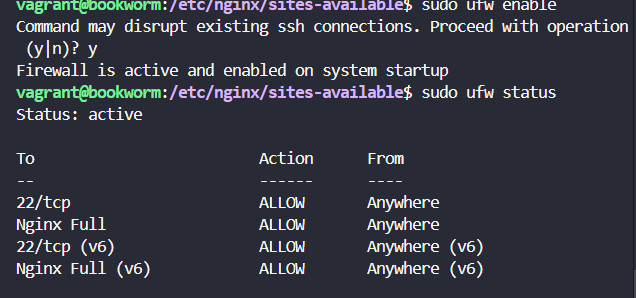 vagrant@bookworm:/etc/nginx/sites-available$ sudo ufw enable
Command may disrupt existing ssh connections. Proceed with operation
 (y|n)? y
Firewall is active and enabled on system startup
vagrant@bookworm:/etc/nginx/sites-available$ sudo ufw status
Status: active

To                         Action      From
--                         ------      ----
22/tcp                     ALLOW       Anywhere
Nginx Full                 ALLOW       Anywhere
22/tcp (v6)                ALLOW       Anywhere (v6)
Nginx Full (v6)            ALLOW       Anywhere (v6)